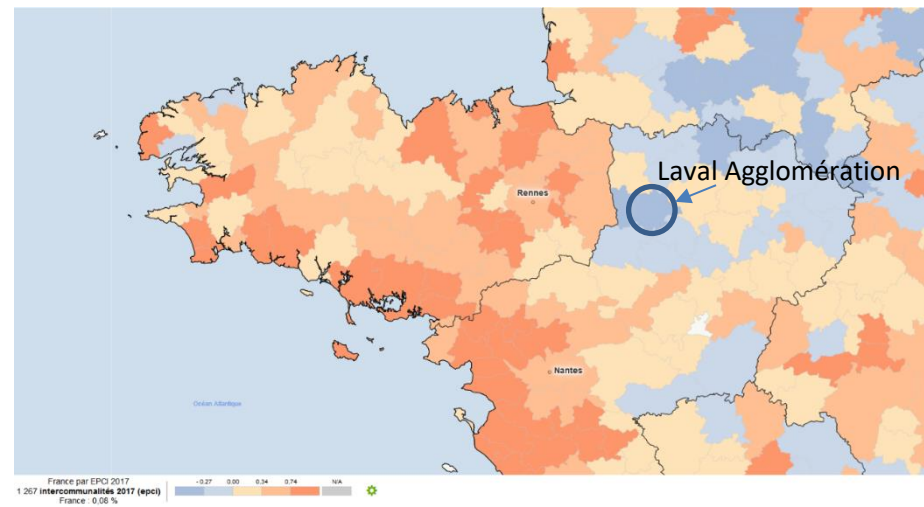 Laval Agglomération
Rennes
Nantes
Océan Atlantique
France par EPCI 2017
1 267 intercommunalités 2017 (epci)
France : 0,06 %
- 0,27 0,00 0,34 0,74 N/A